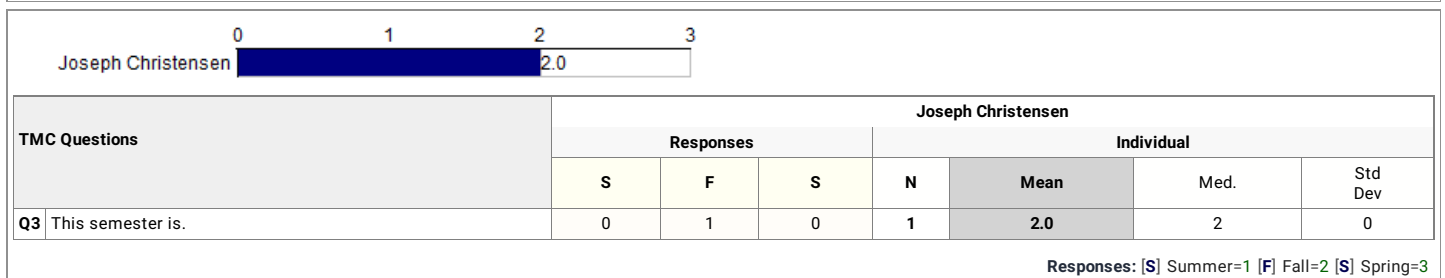 0 1 2 3
Joseph Christensen 2.0
Joseph Christensen
TMC Questions Responses Individual
S F S N Mean Med. Std Dev
Q3 This semester is. 0 1 0 1 2.0 2 0
Responses: [S] Summer=1 [F] Fall=2 [S] Spring=3